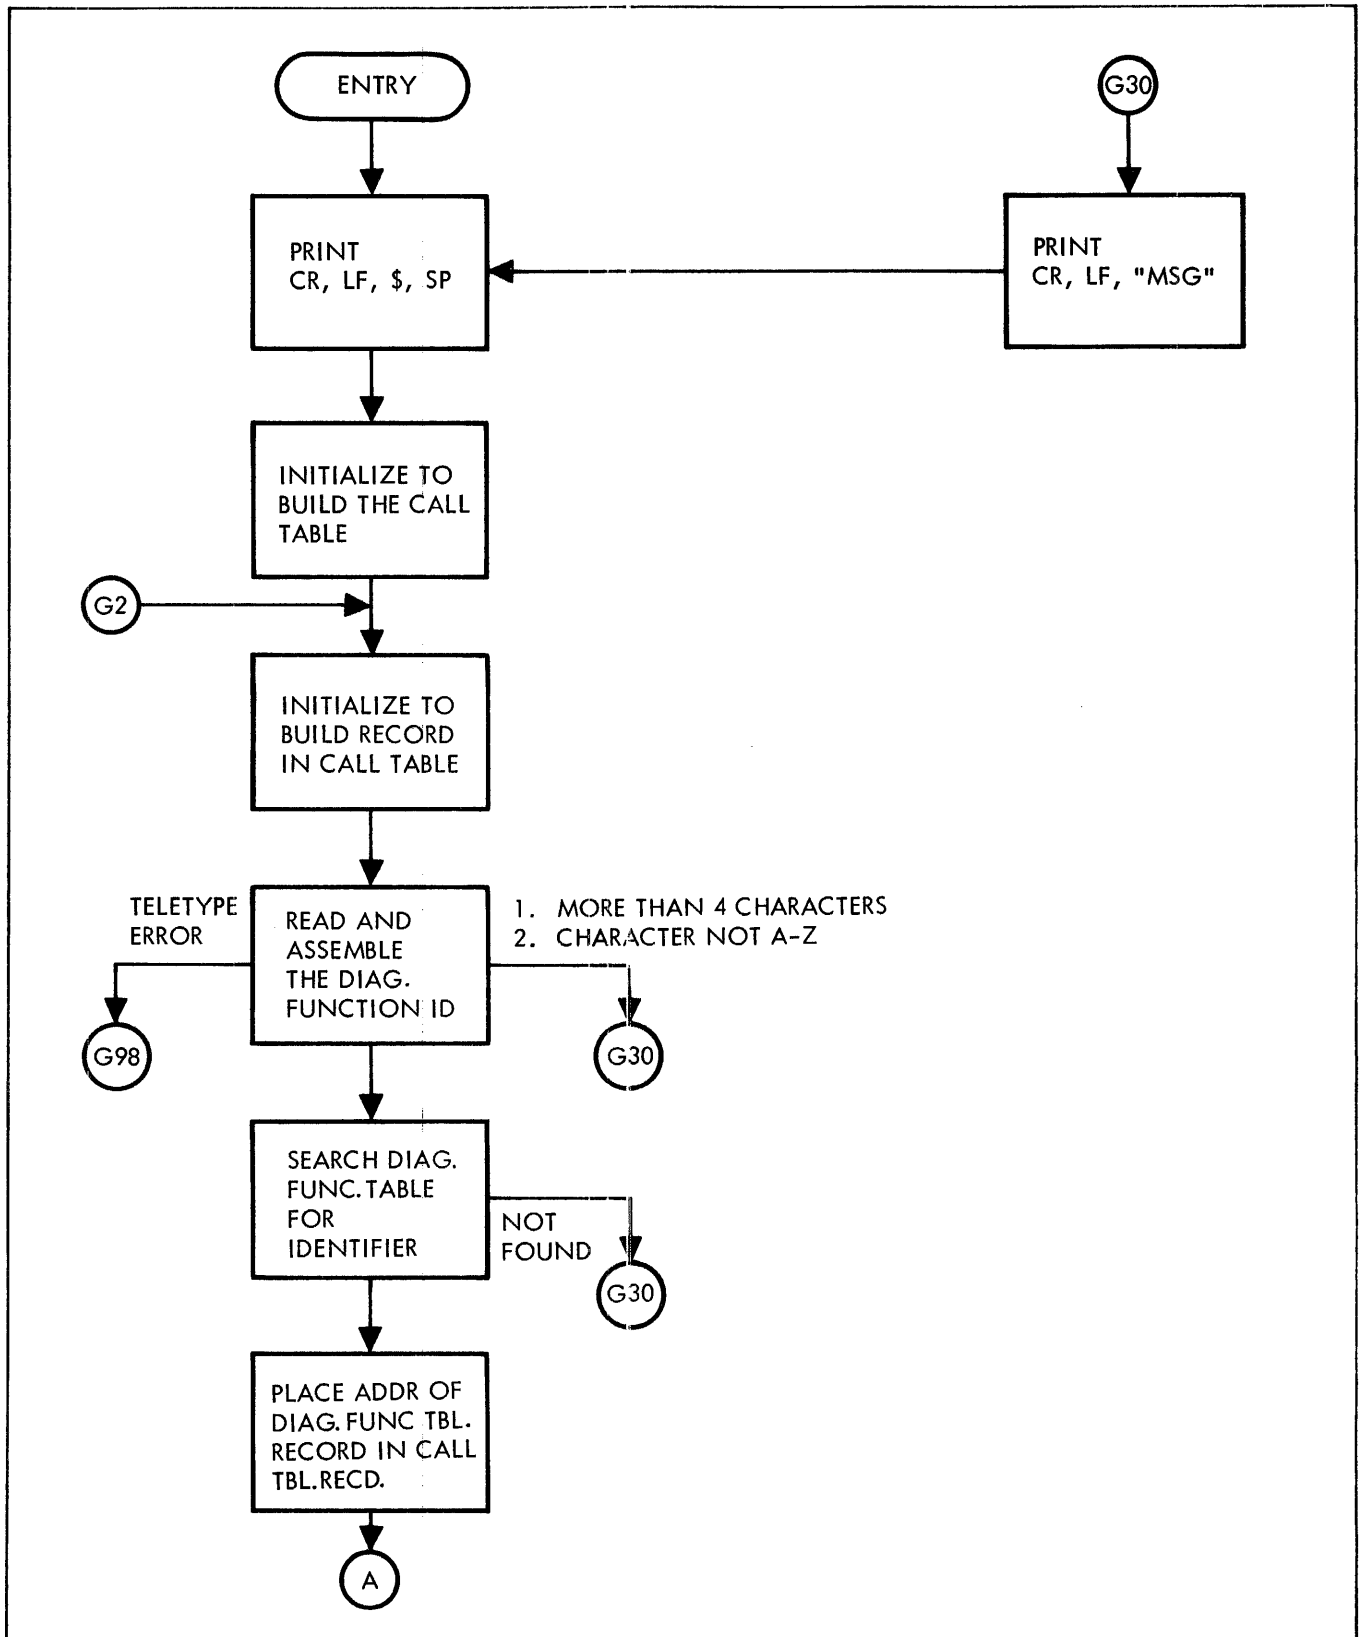 ENTRY
G30
PRINT
CR, LF, $, SP
PRINT
CR, LF, "MSG"
INITIALIZE TO
BUILD THE CALL
TABLE
G2
INITIALIZE TO
BUILD RECORD
IN CALL TABLE
TELETYPE
ERROR
READ AND
ASSEMBLE
THE DIAG.
FUNCTION ID
1. MORE THAN 4 CHARACTERS
2. CHARACTER NOT A-Z
G98
G30
SEARCH DIAG.
FUNC. TABLE
FOR
IDENTIFIER
NOT
FOUND
G30
PLACE ADDR OF
DIAG. FUNC TBL.
RECORD IN CALL
TBL. RECD.
A